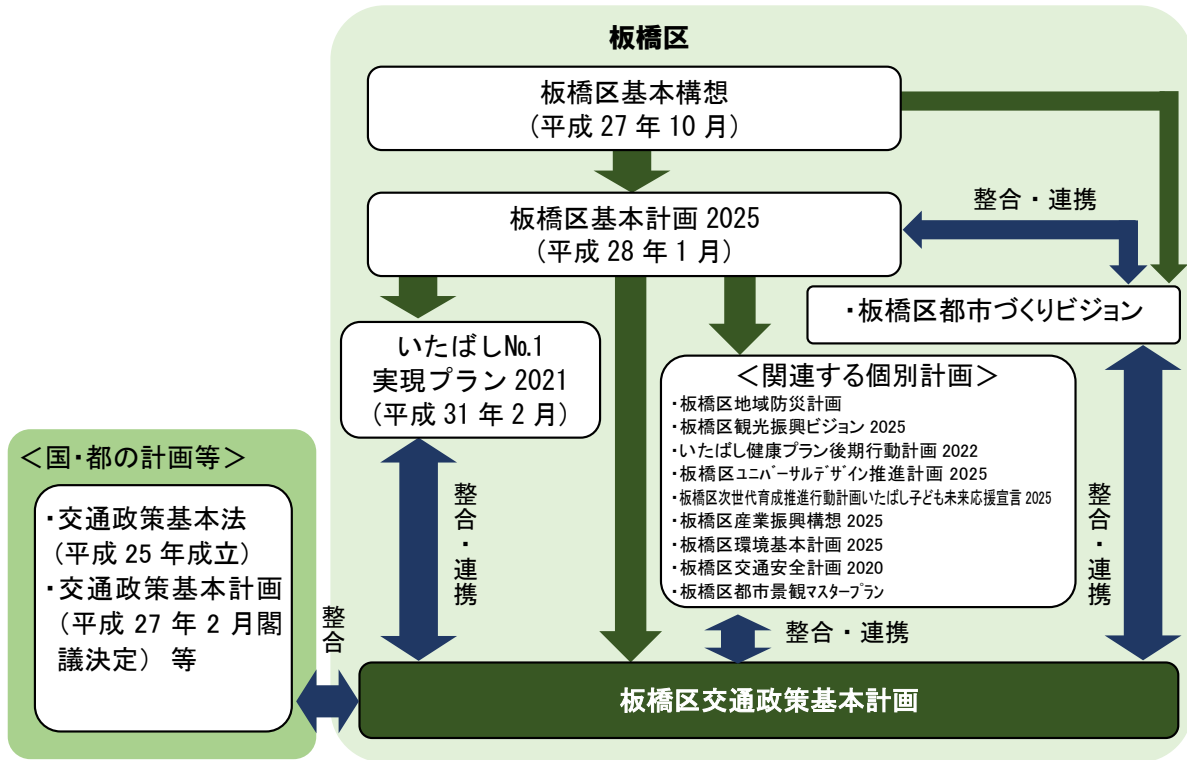 板橋区
板橋区基本構想
(平成 27 年 10 月)
整合・連携
板橋区基本計画 2025
(平成 28 年 1 月)
・板橋区都市づくりビジョン
いたばし№1
実現プラン 2021
(平成 31 年 2 月)
＜関連する個別計画＞
・板橋区地域防災計画
・板橋区観光振興ビジョン 2025
・いたばし健康プラン後期行動計画 2022
・板橋区ﾕﾆﾊﾞｰｻﾙﾃﾞｻﾞｲﾝ推進計画 2025
・板橋区次世代育成推進行動計画いたばし子ども未来応援宣言 2025
・板橋区産業振興構想 2025
・板橋区環境基本計画 2025
・板橋区交通安全計画 2020
・板橋区都市景観ﾏｽﾀｰﾌﾟﾗﾝ
＜国・都の計画等＞
・交通政策基本法
(平成 25 年成立)
・交通政策基本計画
(平成 27 年 2 月閣
議決定) 等
整合
整合・連携
整合・連携
整合・連携
板橋区交通政策基本計画